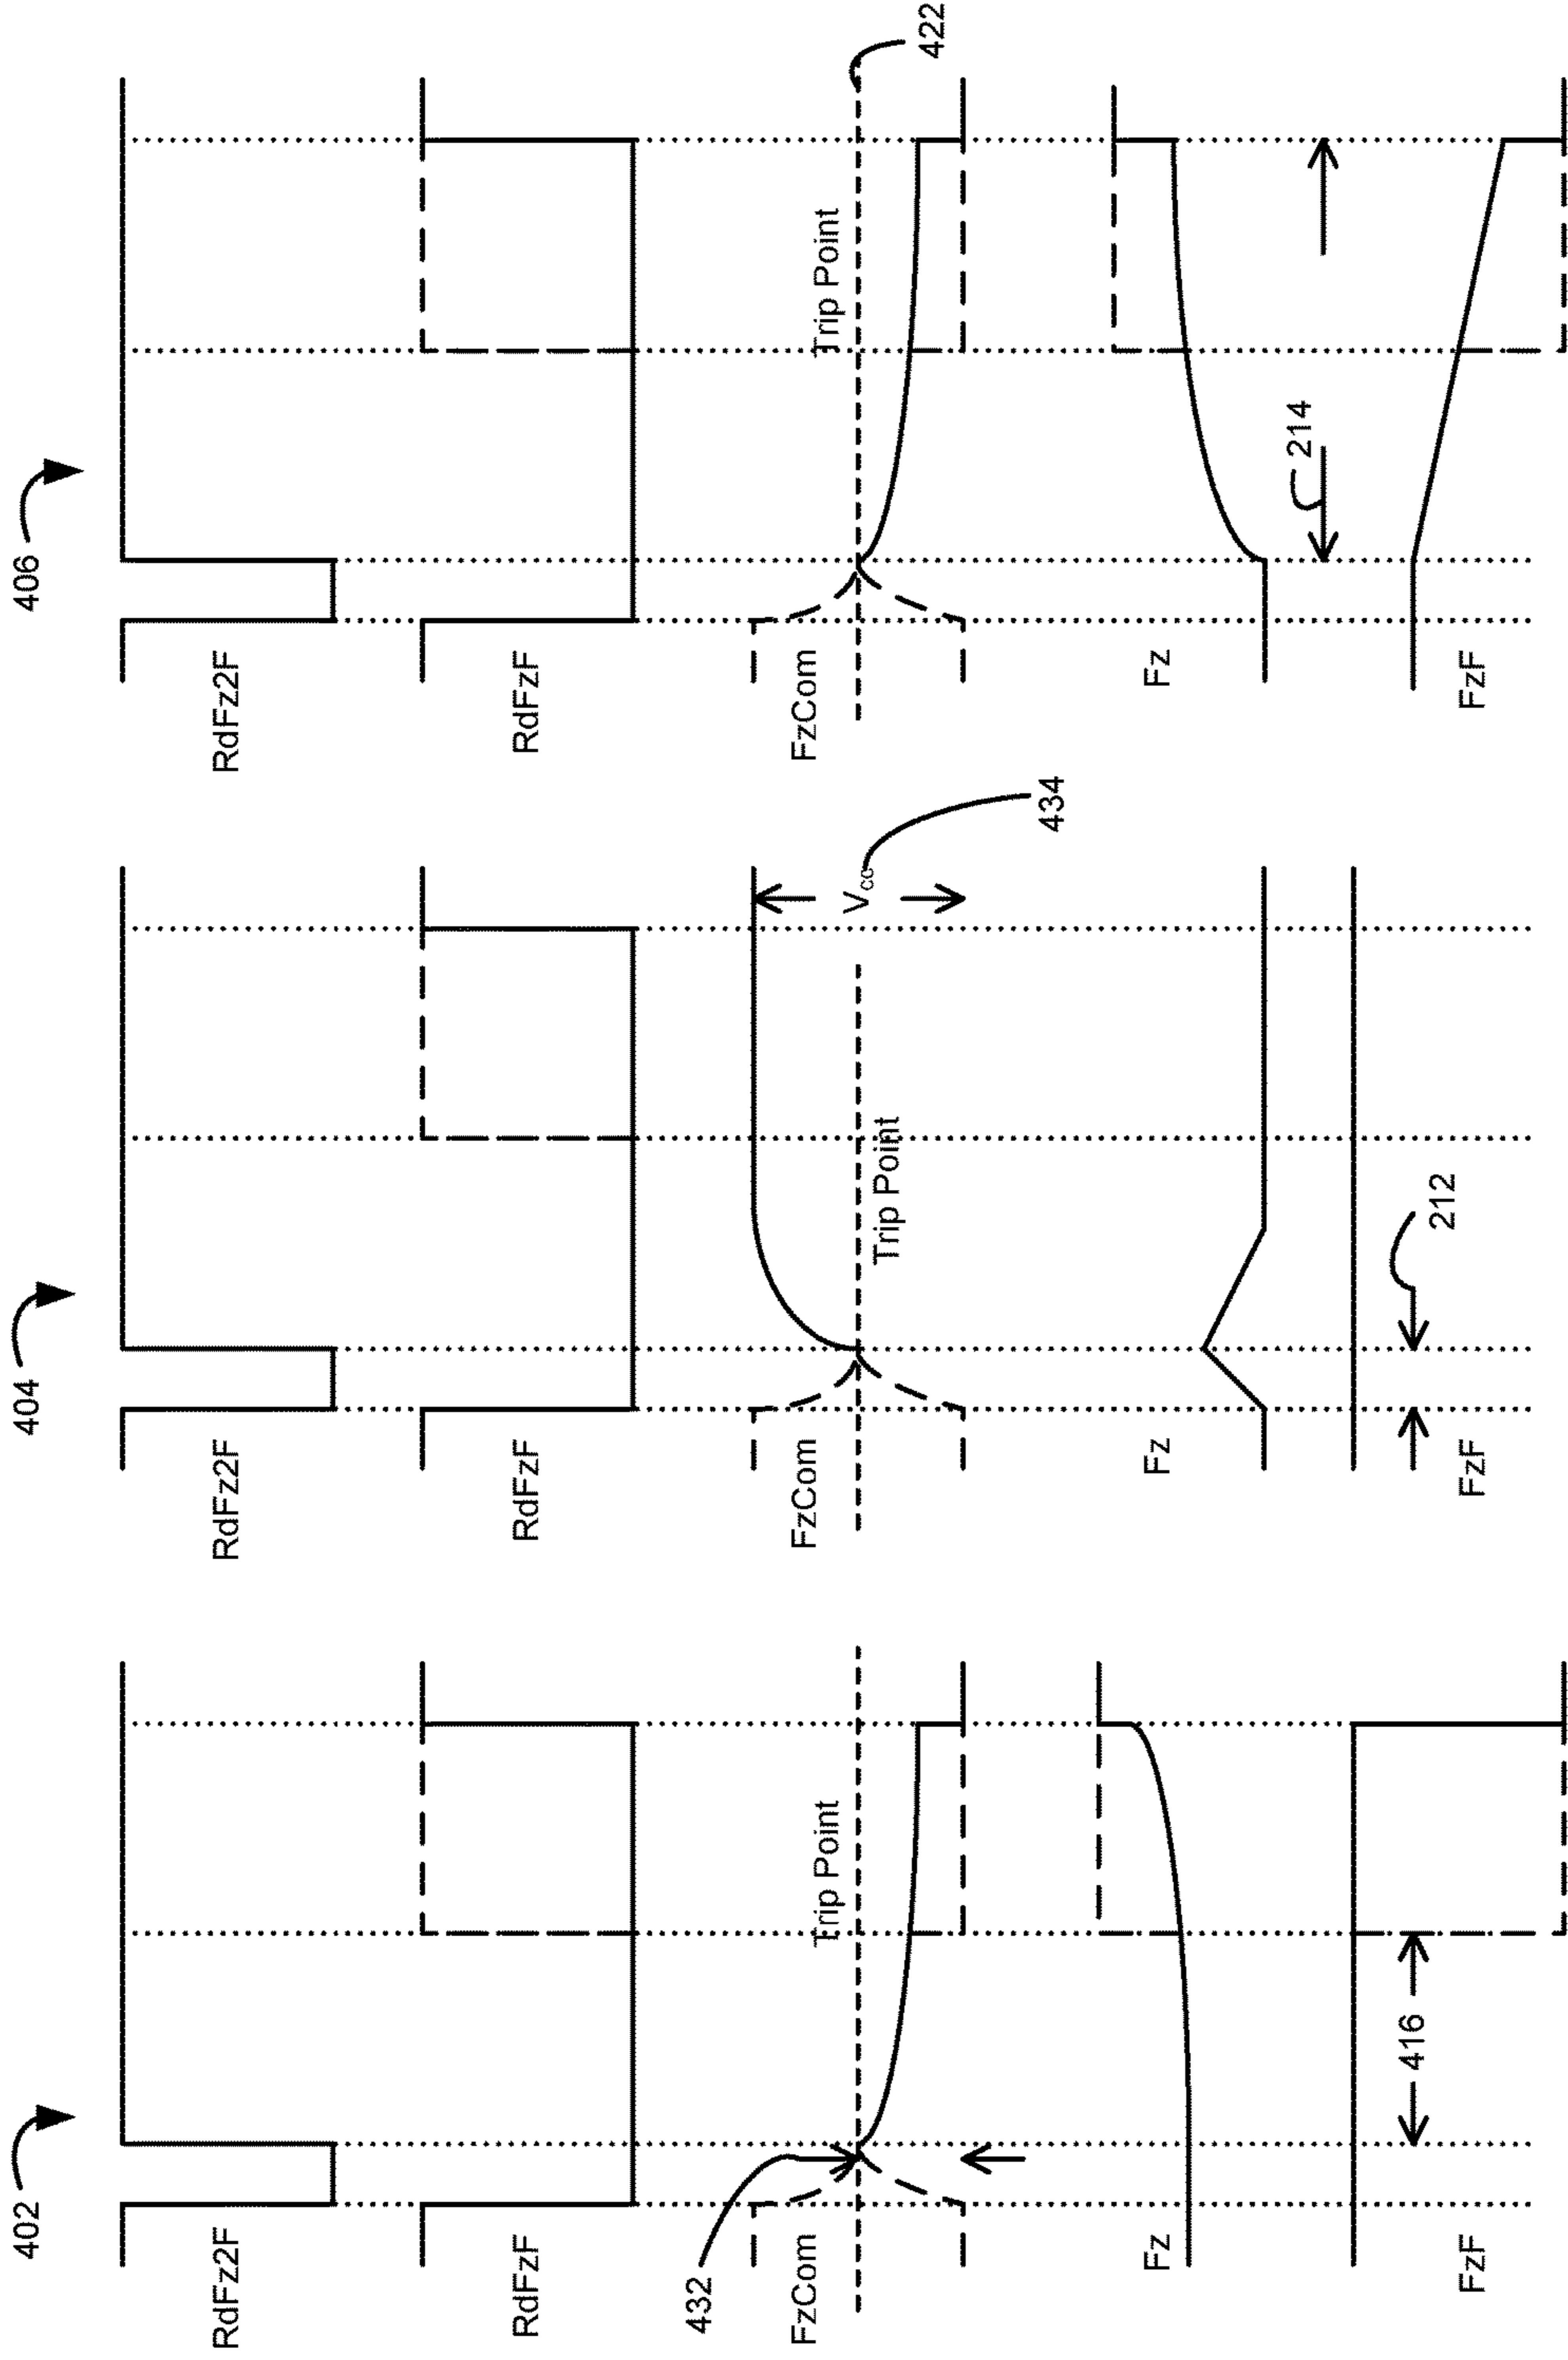 402
RdFz2F
RdFzF
432
FzCom
Trip Point
Fz
416
FzF
404
RdFz2F
RdFzF
FzCom
Trip Point
Vcc
434
Fz
212
FzF
406
RdFz2F
RdFzF
FzCom
Trip Point
422
Fz
214
FzF